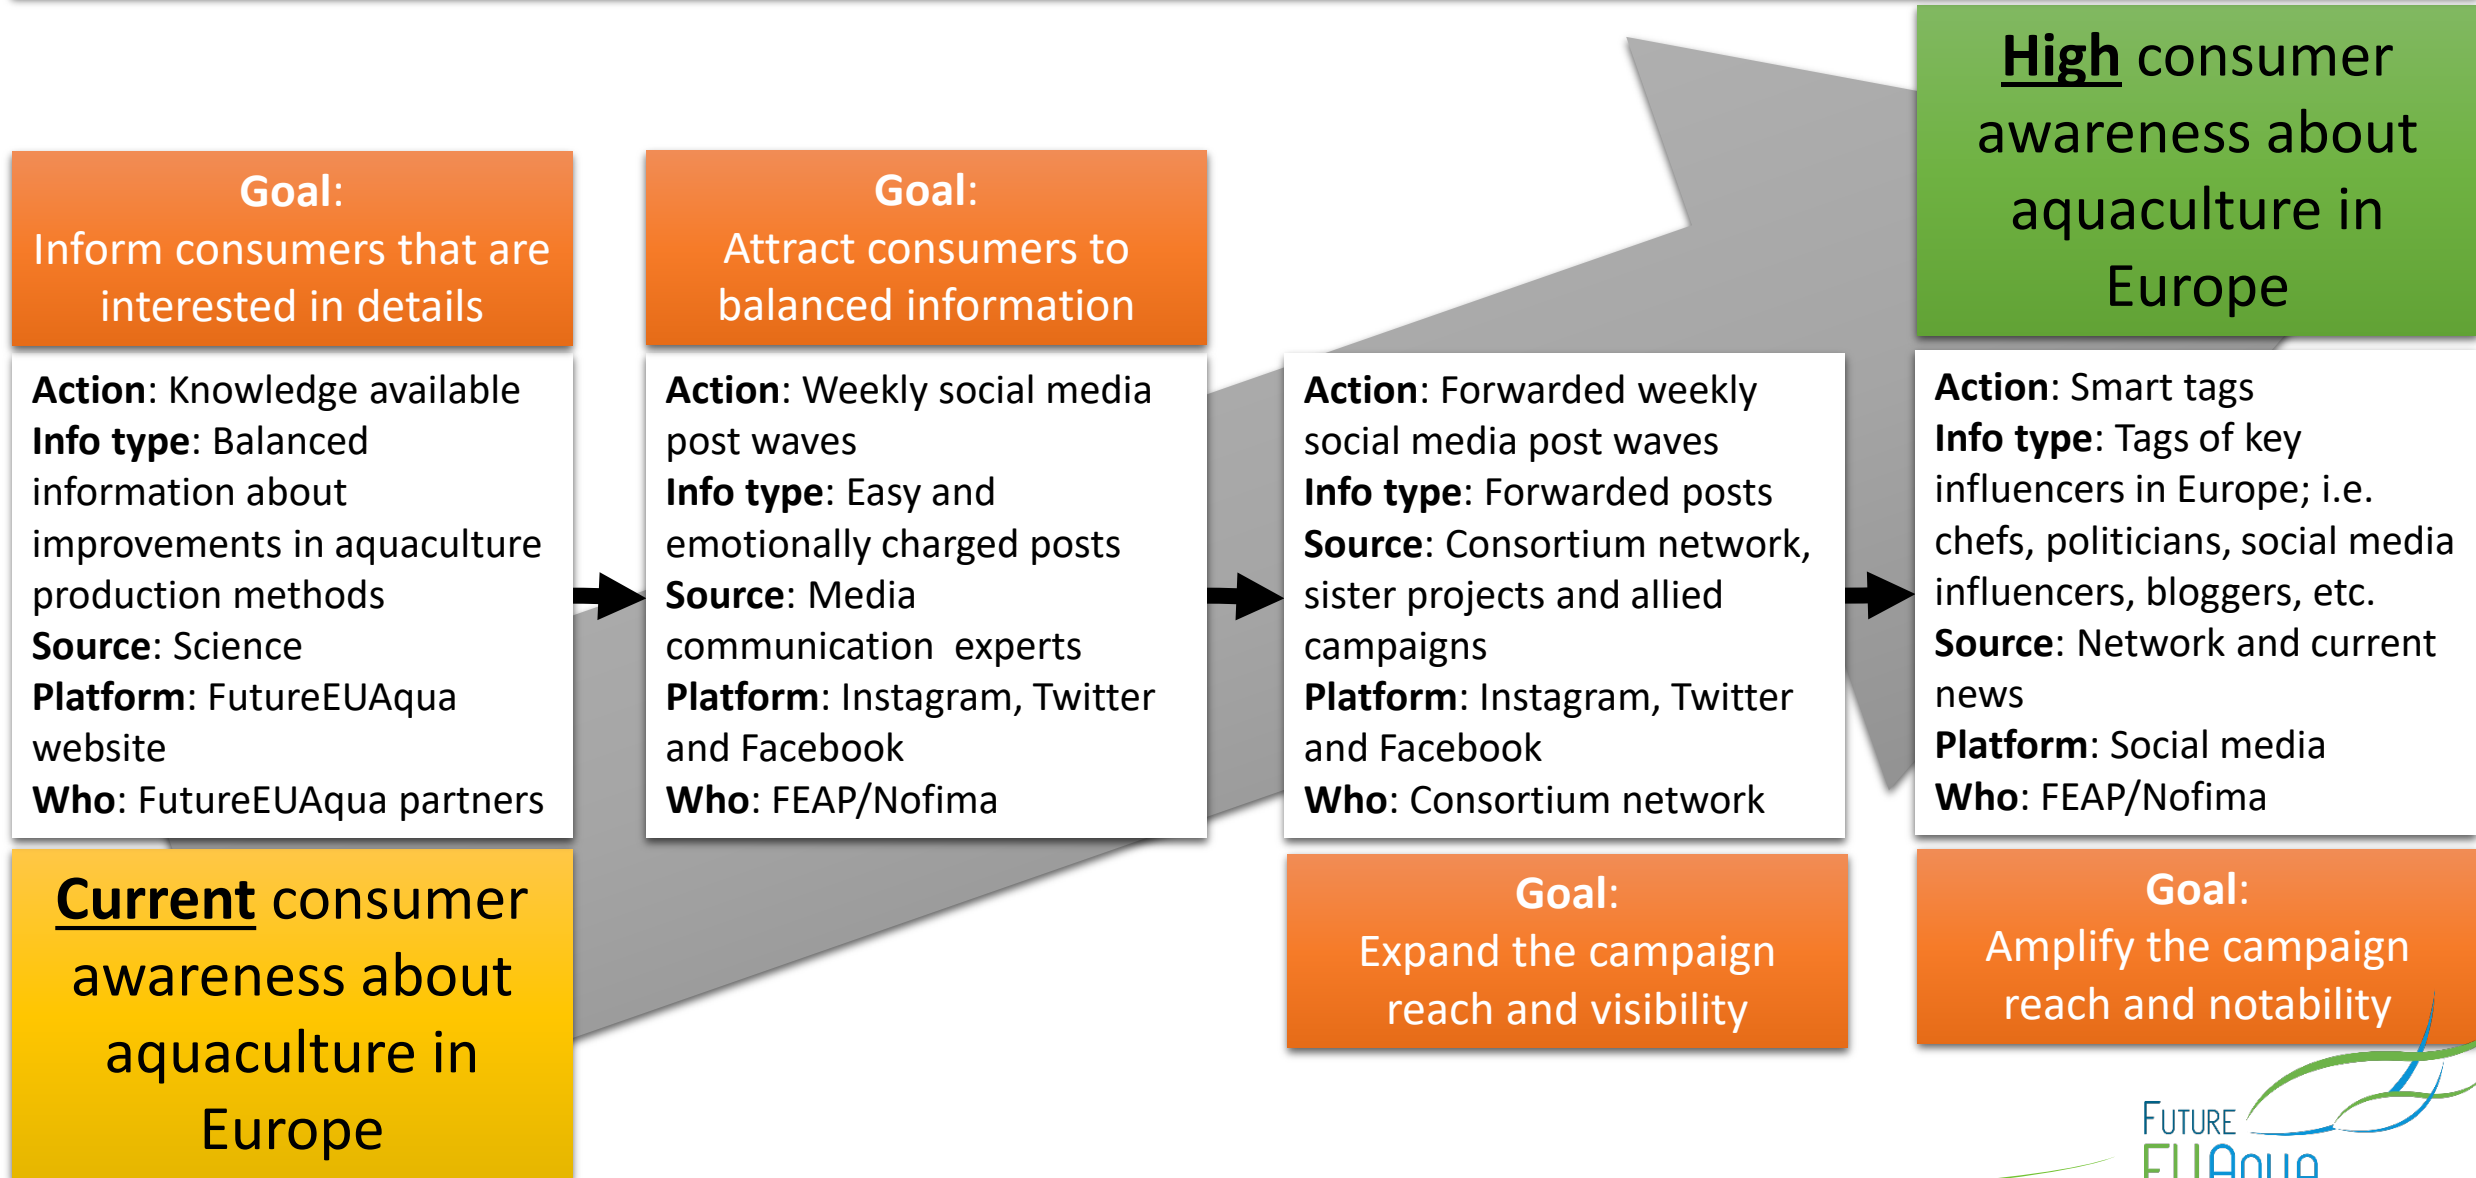 Goal:
Inform consumers that are
interested in details
Action: Knowledge available
Info type: Balanced
information about
improvements in aquaculture
production methods
Source: Science
Platform: FutureEUAqua
website
Who: FutureEUAqua partners
Current consumer
awareness about
aquaculture in
Europe
Goal:
Attract consumers to
balanced information
Action: Weekly social media
post waves
Info type: Easy and
emotionally charged posts
Source: Media
communication  experts
Platform: Instagram, Twitter
and Facebook
Who: FEAP/Nofima
Action: Forwarded weekly
social media post waves
Info type: Forwarded posts
Source: Consortium network,
sister projects and allied
campaigns
Platform: Instagram, Twitter
and Facebook
Who: Consortium network
Goal:
Expand the campaign
reach and visibility
High consumer
awareness about
aquaculture in
Europe
Action: Smart tags
Info type: Tags of key
influencers in Europe; i.e.
chefs, politicians, social media
influencers, bloggers, etc.
Source: Network and current
news
Platform: Social media
Who: FEAP/Nofima
Goal:
Amplify the campaign
reach and notability
FUTURE
EUAQUA